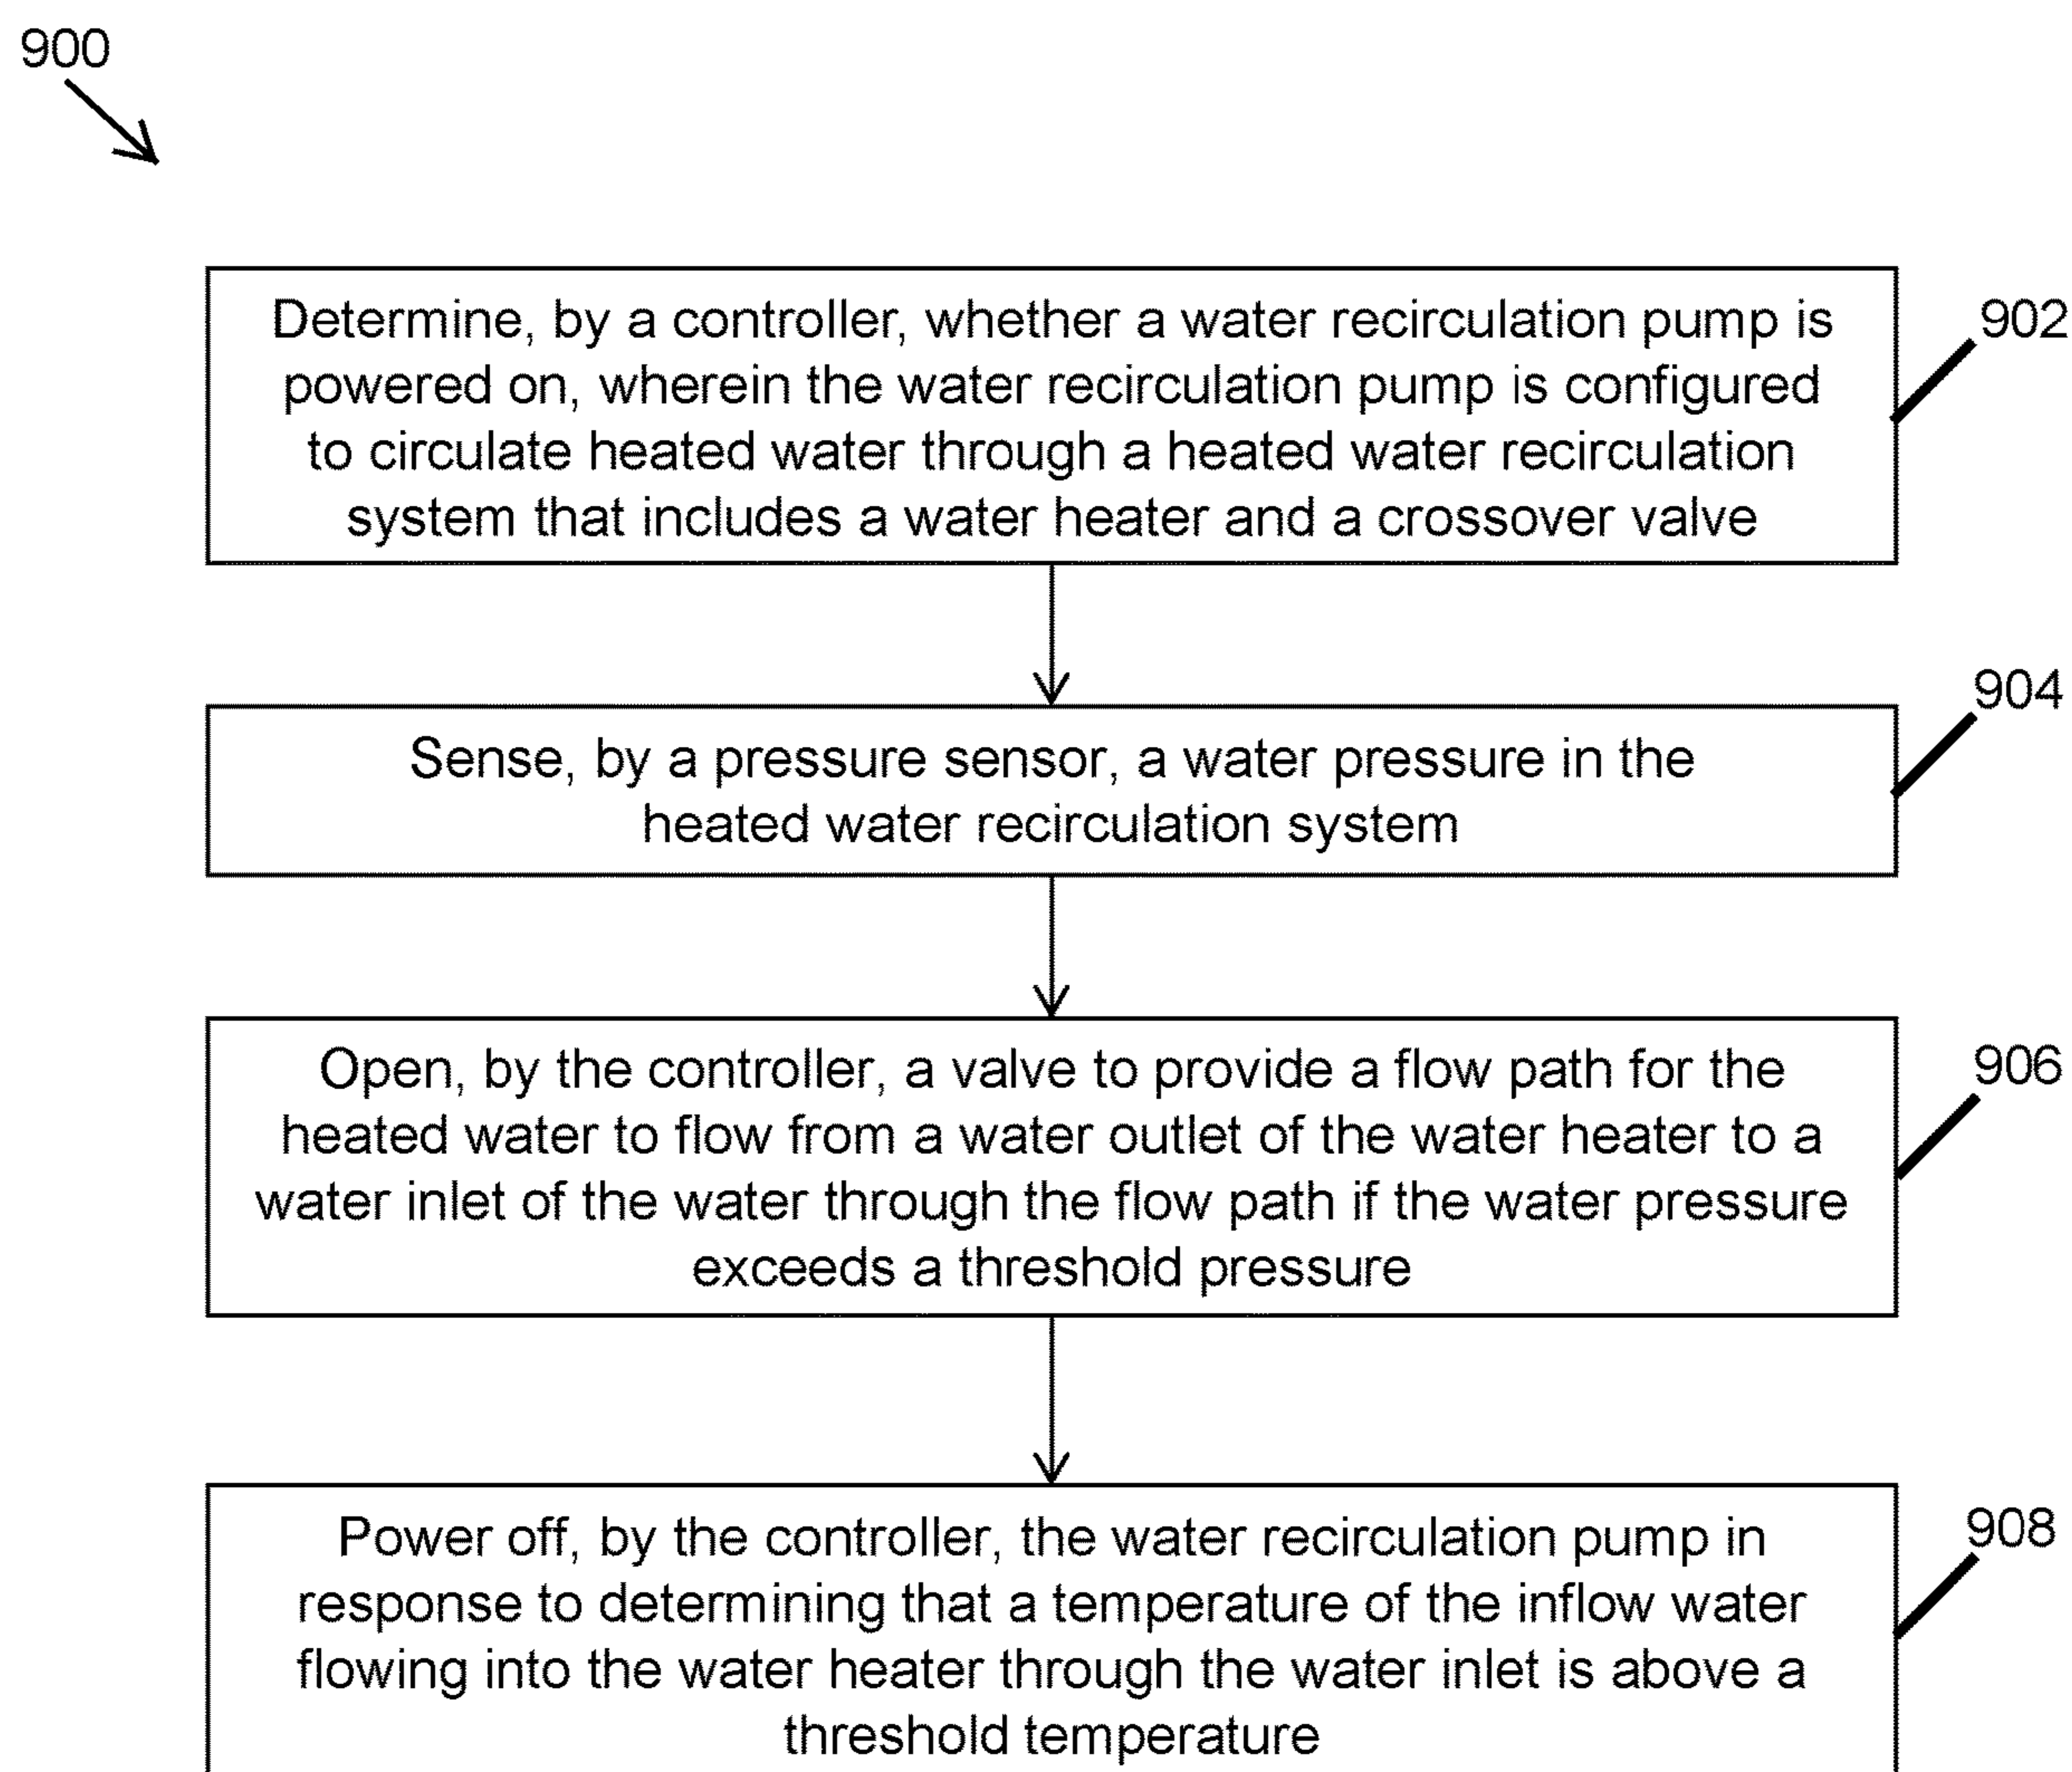 900
Determine, by a controller, whether a water recirculation pump is
powered on, wherein the water recirculation pump is configured
to circulate heated water through a heated water recirculation
system that includes a water heater and a crossover valve
902
Sense, by a pressure sensor, a water pressure in the
heated water recirculation system
904
Open, by the controller, a valve to provide a flow path for the
heated water to flow from a water outlet of the water heater to a
water inlet of the water through the flow path if the water pressure
exceeds a threshold pressure
906
Power off, by the controller, the water recirculation pump in
response to determining that a temperature of the inflow water
flowing into the water heater through the water inlet is above a
threshold temperature
908